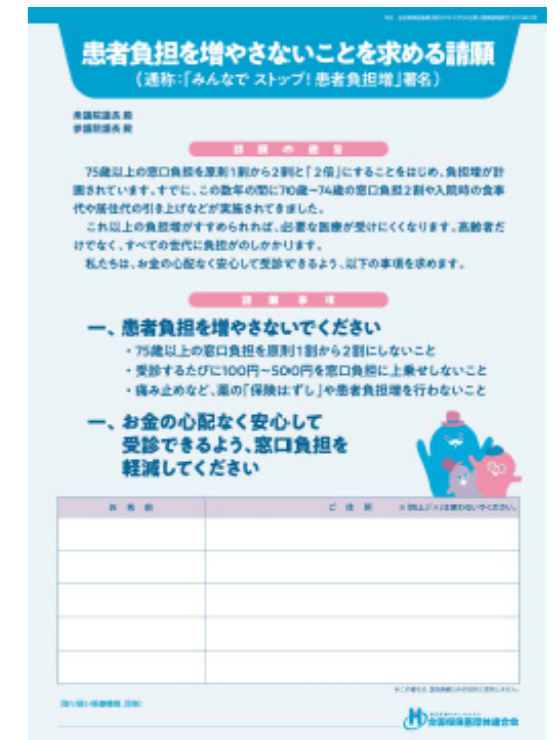 患者負担を増やさないことを求める請願
(通称:「みんなで ストップ! 患者負担増」署名)
衆議院議長 殿
参議院議長 殿
請 願 の 趣 旨
75歳以上の窓口負担を原則1割から2割と「2倍」にすることをはじめ、負担増が計
画されています。すでに、この数年の間に70歳〜74歳の窓口負担2割や入院時の食事
代や居住代の引き上げなどが実施されてきました。
これ以上の負担増がすすめられれば、必要な医療が受けにくくなります。高齢者だ
けでなく、すべての世代に負担がのしかかります。
私たちは、お金の心配なく安心して受診できるよう、以下の事項を求めます。
請 願 事 項
一、患者負担を増やさないでください
・75歳以上の窓口負担を原則1割から2割にしないこと
・受診するたびに100円〜500円を窓口負担に上乗せしないこと
・痛み止めなど、薬の「保険はずし」や患者負担増を行わないこと
一、お金の心配なく安心して
受診できるよう、窓口負担を
軽減してください
お 名 前
ご 住 所
全国保険医団体連合会